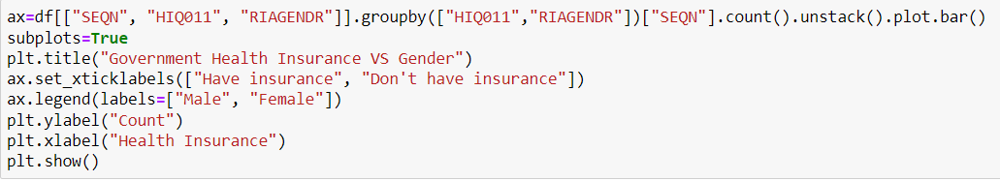 ax=df[["SEQN", "HIQ011", "RIAGENDR"]].groupby(["HIQ011","RIAGENDR"])["SEQN"].count().unstack().plot.bar()
subplots=True
plt.title("Government Health Insurance VS Gender")
ax.set_xticklabels(["Have insurance", "Don't have insurance"])
ax.legend(labels=["Male", "Female"])
plt.ylabel("Count")
plt.xlabel("Health Insurance")
plt.show()